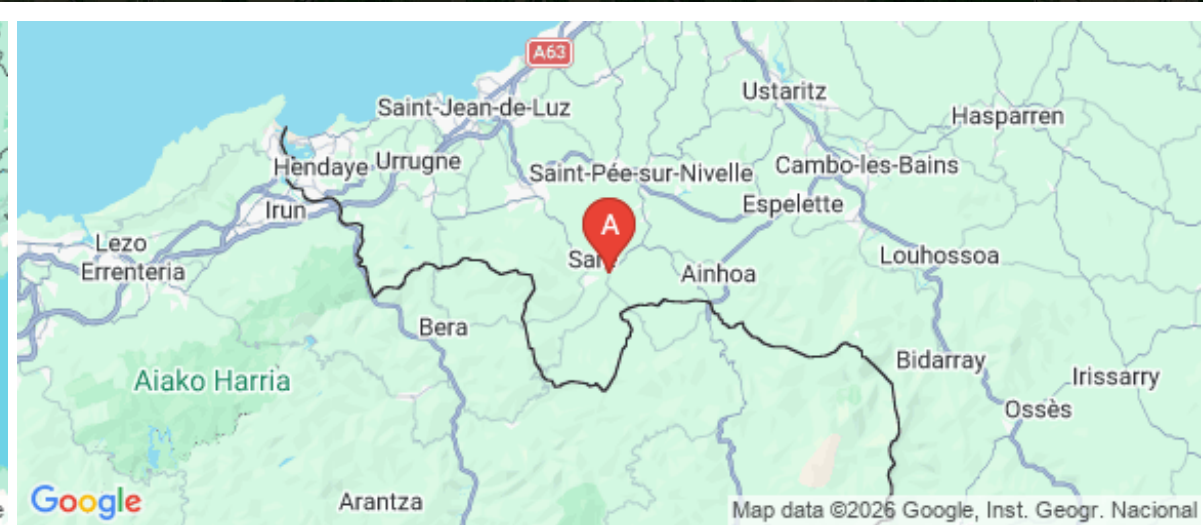 A63
Saint-Jean-de-Luz
Ustaritz
Hasparren
Hendaye
Urrugne
Saint-Pée-sur-Nivelle
Cambo-les-Bains
Irun
Espelette
A
Lezo
Errenteria
Ainhoa
Louhossoa
Bera
Bidarray
Aiako Harria
Irissarry
Ossès
Arantza
Google
Map data ©2026 Google, Inst. Geogr. Nacional